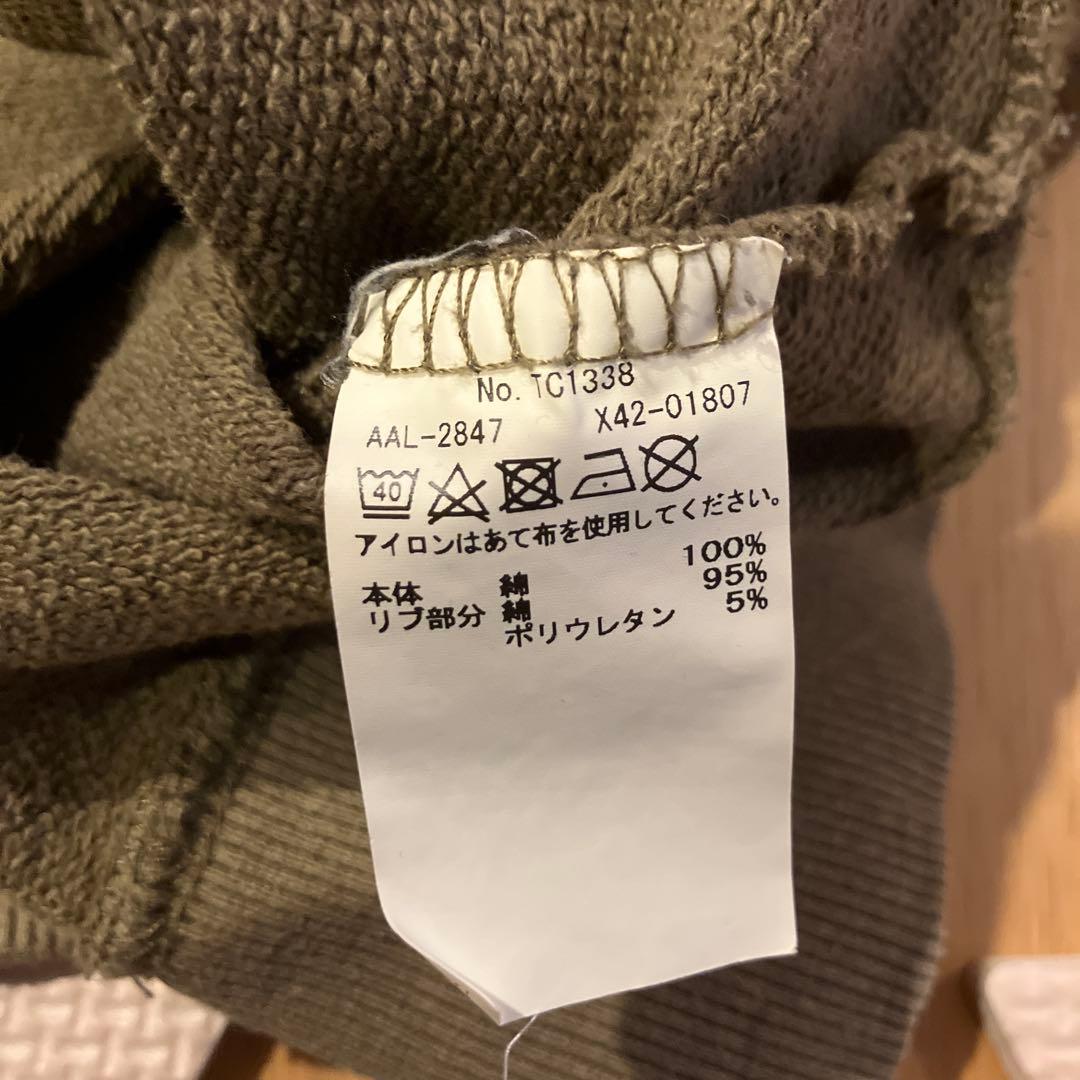 No. TC1338
AAL-2847 X42-01807
40
アイロンはあて布を使用してください。
本体 綿 100%
リブ部分 綿 95%
ポリウレタン 5%